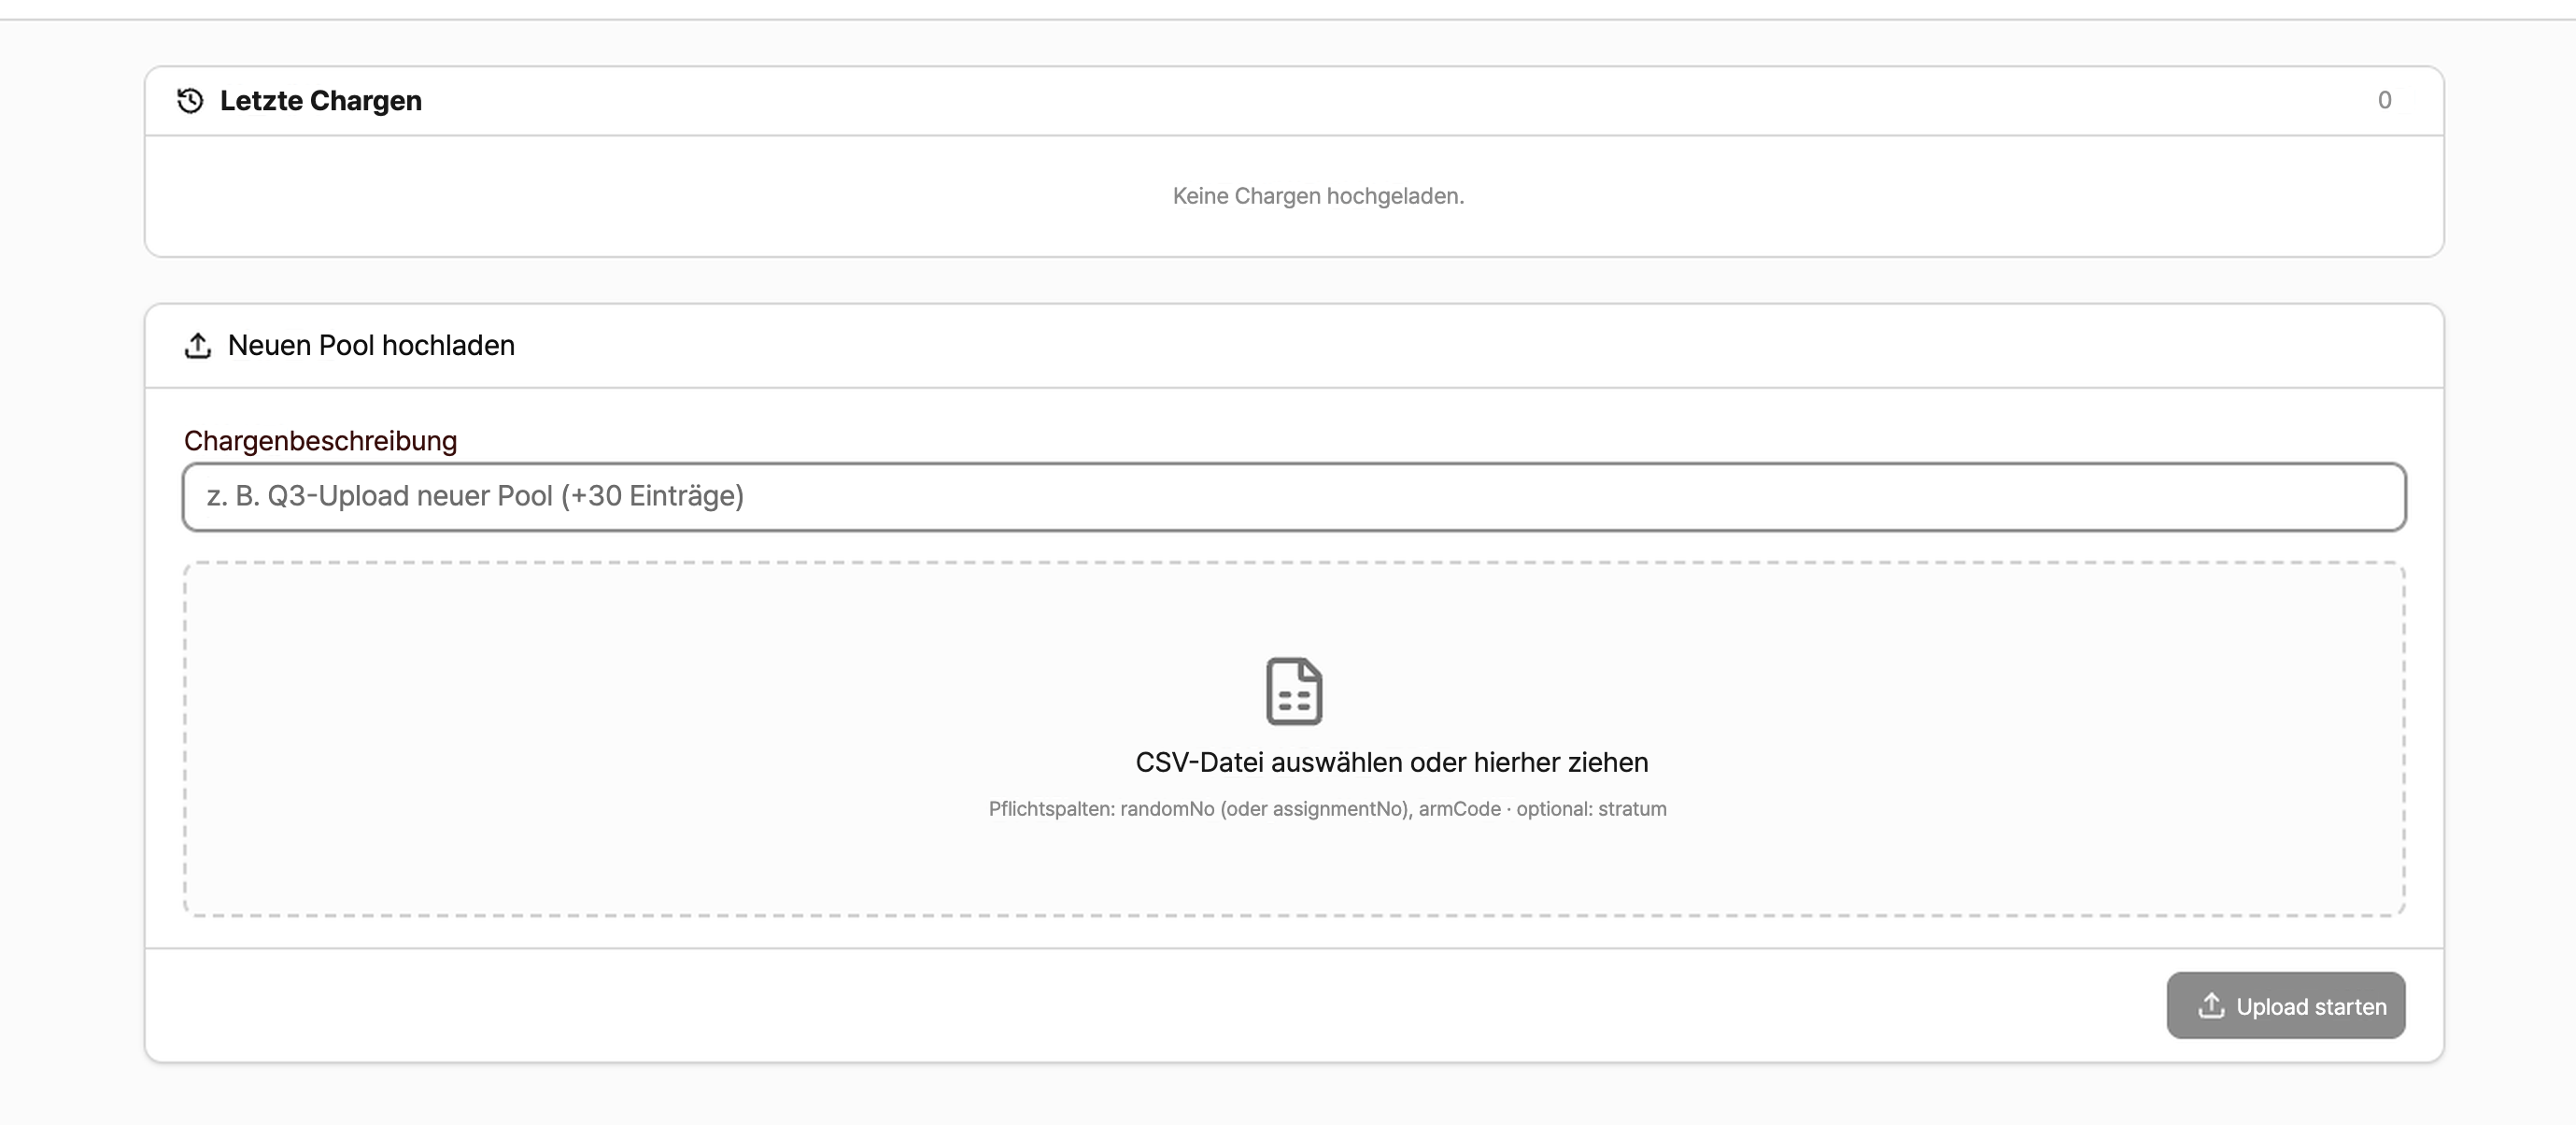 Letzte Chargen
0
Keine Chargen hochgeladen.
Neuen Pool hochladen
Chargenbeschreibung
z. B. Q3-Upload neuer Pool (+30 Einträge)
CSV-Datei auswählen oder hierher ziehen
Pflichtspalten: randomNo (oder assignmentNo), armCode · optional: stratum
Upload starten